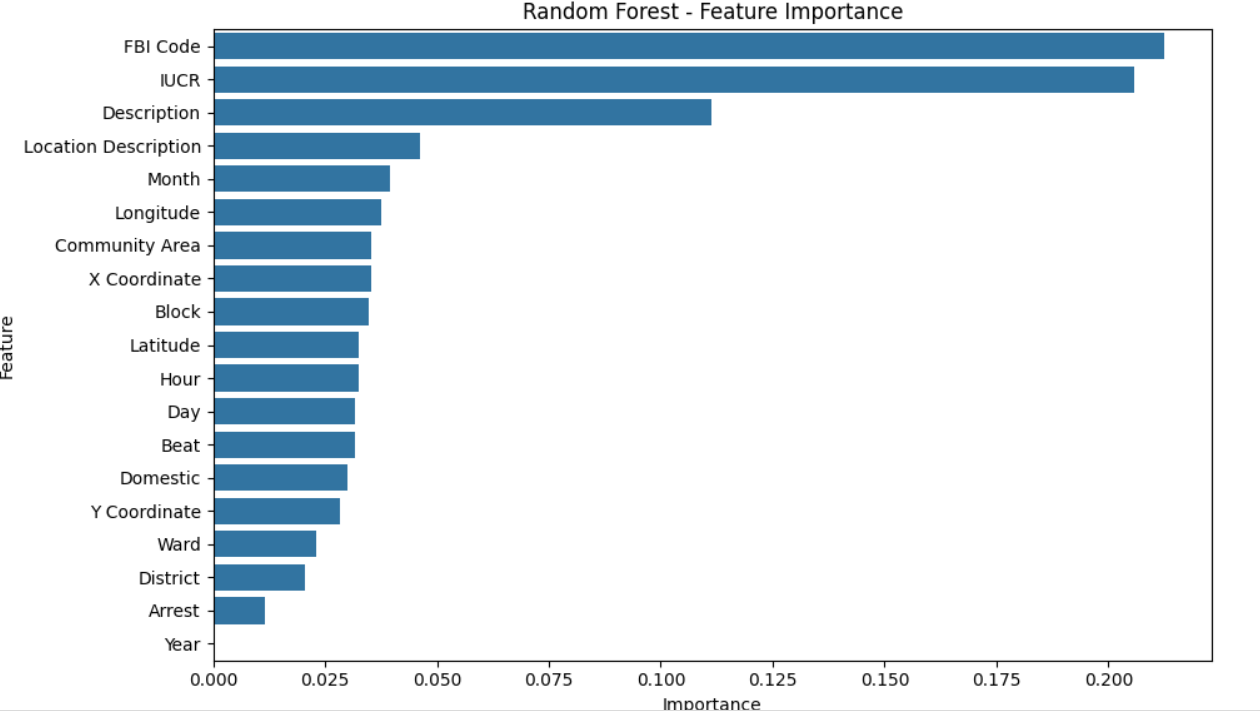 Random Forest - Feature Importance
FBI Code
IUCR
Description
Location Description
Month
Longitude
Community Area
X Coordinate
Block
Latitude
Hour
Day
Beat
Domestic
Y Coordinate
Ward
District
Arrest
Year
Feature
0.000 0.025 0.050 0.075 0.100 0.125 0.150 0.175 0.200
Importance